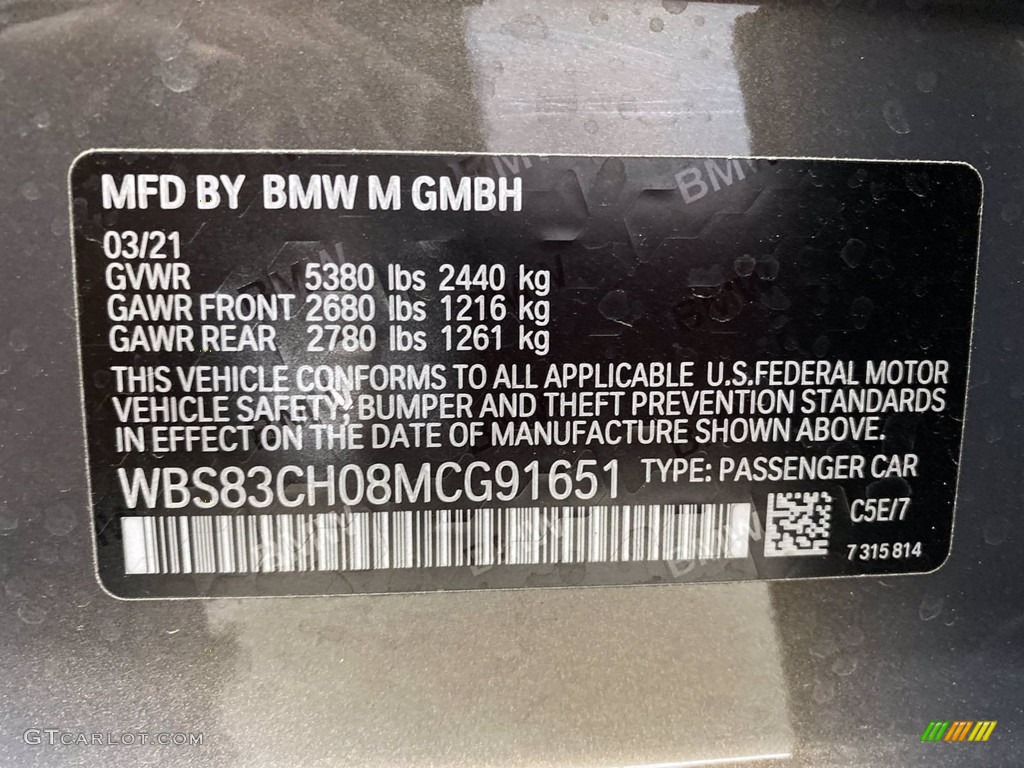 MFD BY BMW M GMBH
03/21
GVWR 5380 lbs 2440 kg
GAWR FRONT 2680 lbs 1216 kg
GAWR REAR 2780 lbs 1261 kg
THIS VEHICLE CONFORMS TO ALL APPLICABLE U.S.FEDERAL MOTOR
VEHICLE SAFETY, BUMPER AND THEFT PREVENTION STANDARDS
IN EFFECT ON THE DATE OF MANUFACTURE SHOWN ABOVE.
WBS83CH08MCG91651 TYPE: PASSENGER CAR
C5E/7
7 315 814
GTCARLOT.COM